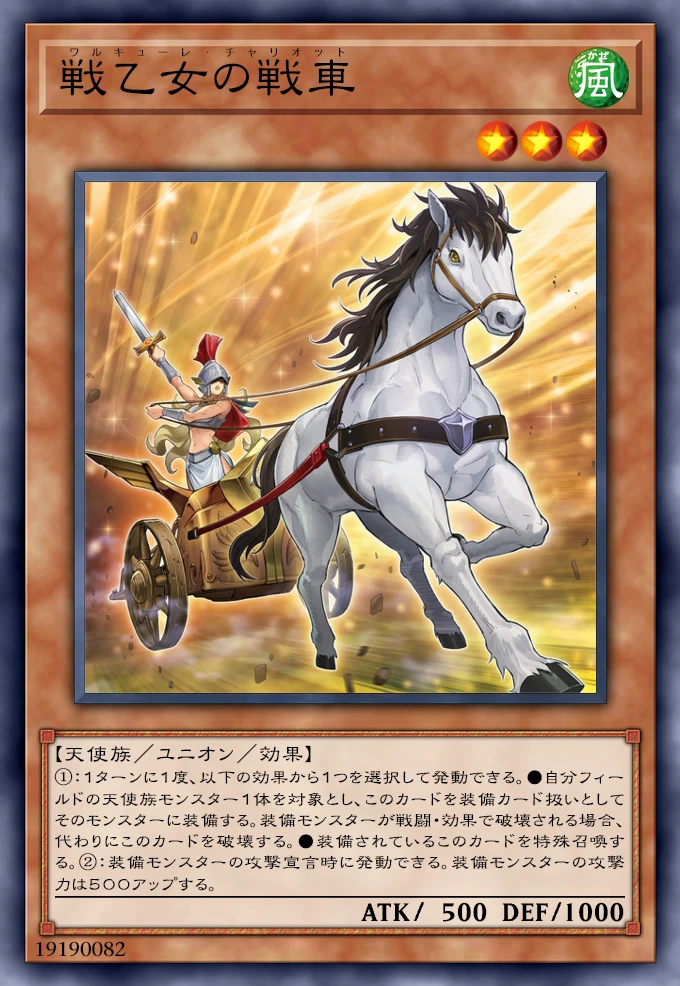 ワルキューレ・チャリオット
戦乙女の戦車
かぜ
風
【天使族／ユニオン／効果】
①：1ターンに1度、以下の効果から1つを選択して発動できる。●自分フィー
ルドの天使族モンスター1体を対象とし、このカードを装備カード扱いとして
そのモンスターに装備する。装備モンスターが戦闘・効果で破壊される場合、
代わりにこのカードを破壊する。●装備されているこのカードを特殊召喚す
る。②：装備モンスターの攻撃宣言時に発動できる。装備モンスターの攻撃
力は500アップする。
ATK/ 500 DEF/1000
19190082